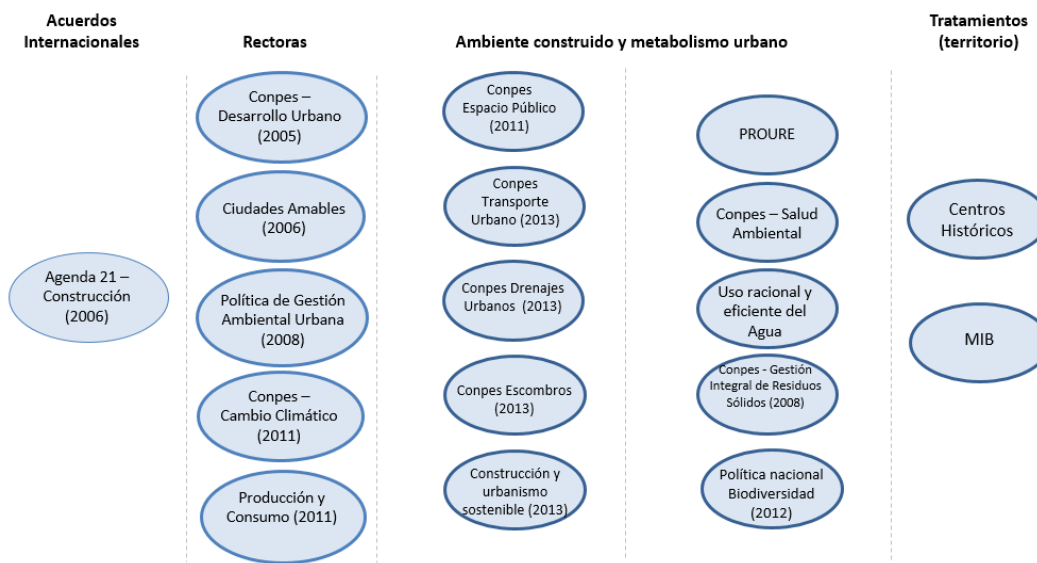 Acuerdos
Internacionales
Rectoras
Ambiente construido y metabolismo urbano
Tratamientos
(territorio)
Agenda 21 –
Construcción
(2006)
Conpes –
Desarrollo Urbano
(2005)
Ciudades Amables
(2006)
Política de Gestión
Ambiental Urbana
(2008)
Conpes –
Cambio Climático
(2011)
Producción y
Consumo (2011)
Conpes
Espacio Público
(2011)
Conpes
Transporte
Urbano (2013)
Conpes Drenajes
Urbanos (2013)
Conpes Escombros
(2013)
Construcción y
urbanismo
sostenible (2013)
PROURE
Conpes – Salud
Ambiental
Uso racional y
eficiente del
Agua
Conpes - Gestión
Integral de Residuos
Sólidos (2008)
Política nacional
Biodiversidad
(2012)
Centros
Históricos
MIB